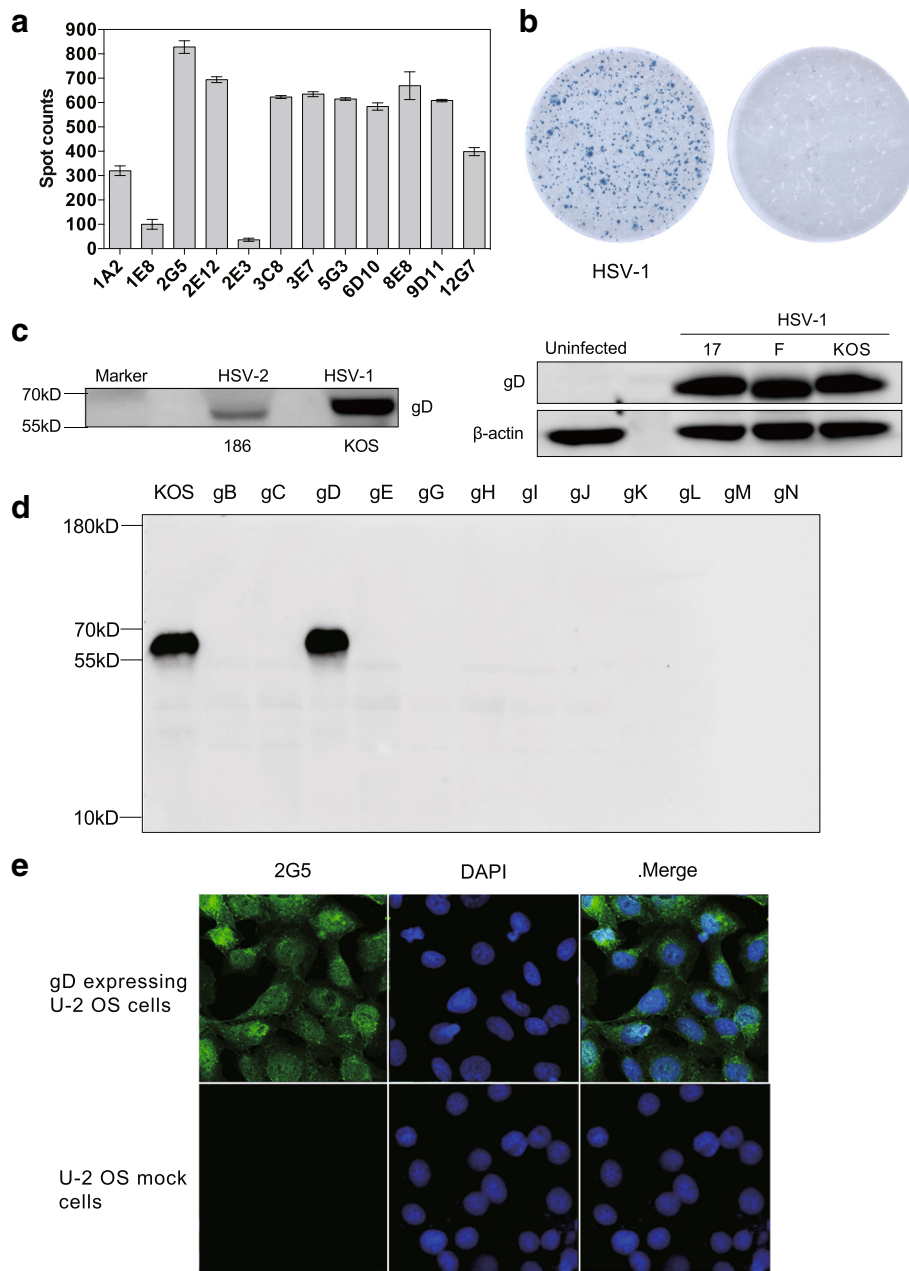 a
900
800
700
600
500
400
300
200
100
0
Spot counts
1A2
1E8
2G5
2E12
2E3
3C8
3E7
5G3
6D10
8E8
9D11
12G7
b
HSV-1
c
Marker HSV-2 HSV-1
70kD
55kD
gD
186 KOS
HSV-1
Uninfected 17 F KOS
gD
β-actin
d
KOS gB gC gD gE gG gH gI gJ gK gL gM gN
180kD
70kD
55kD
10kD
e
2G5 DAPI .Merge
gD expressing
U-2 OS cells
U-2 OS mock
cells